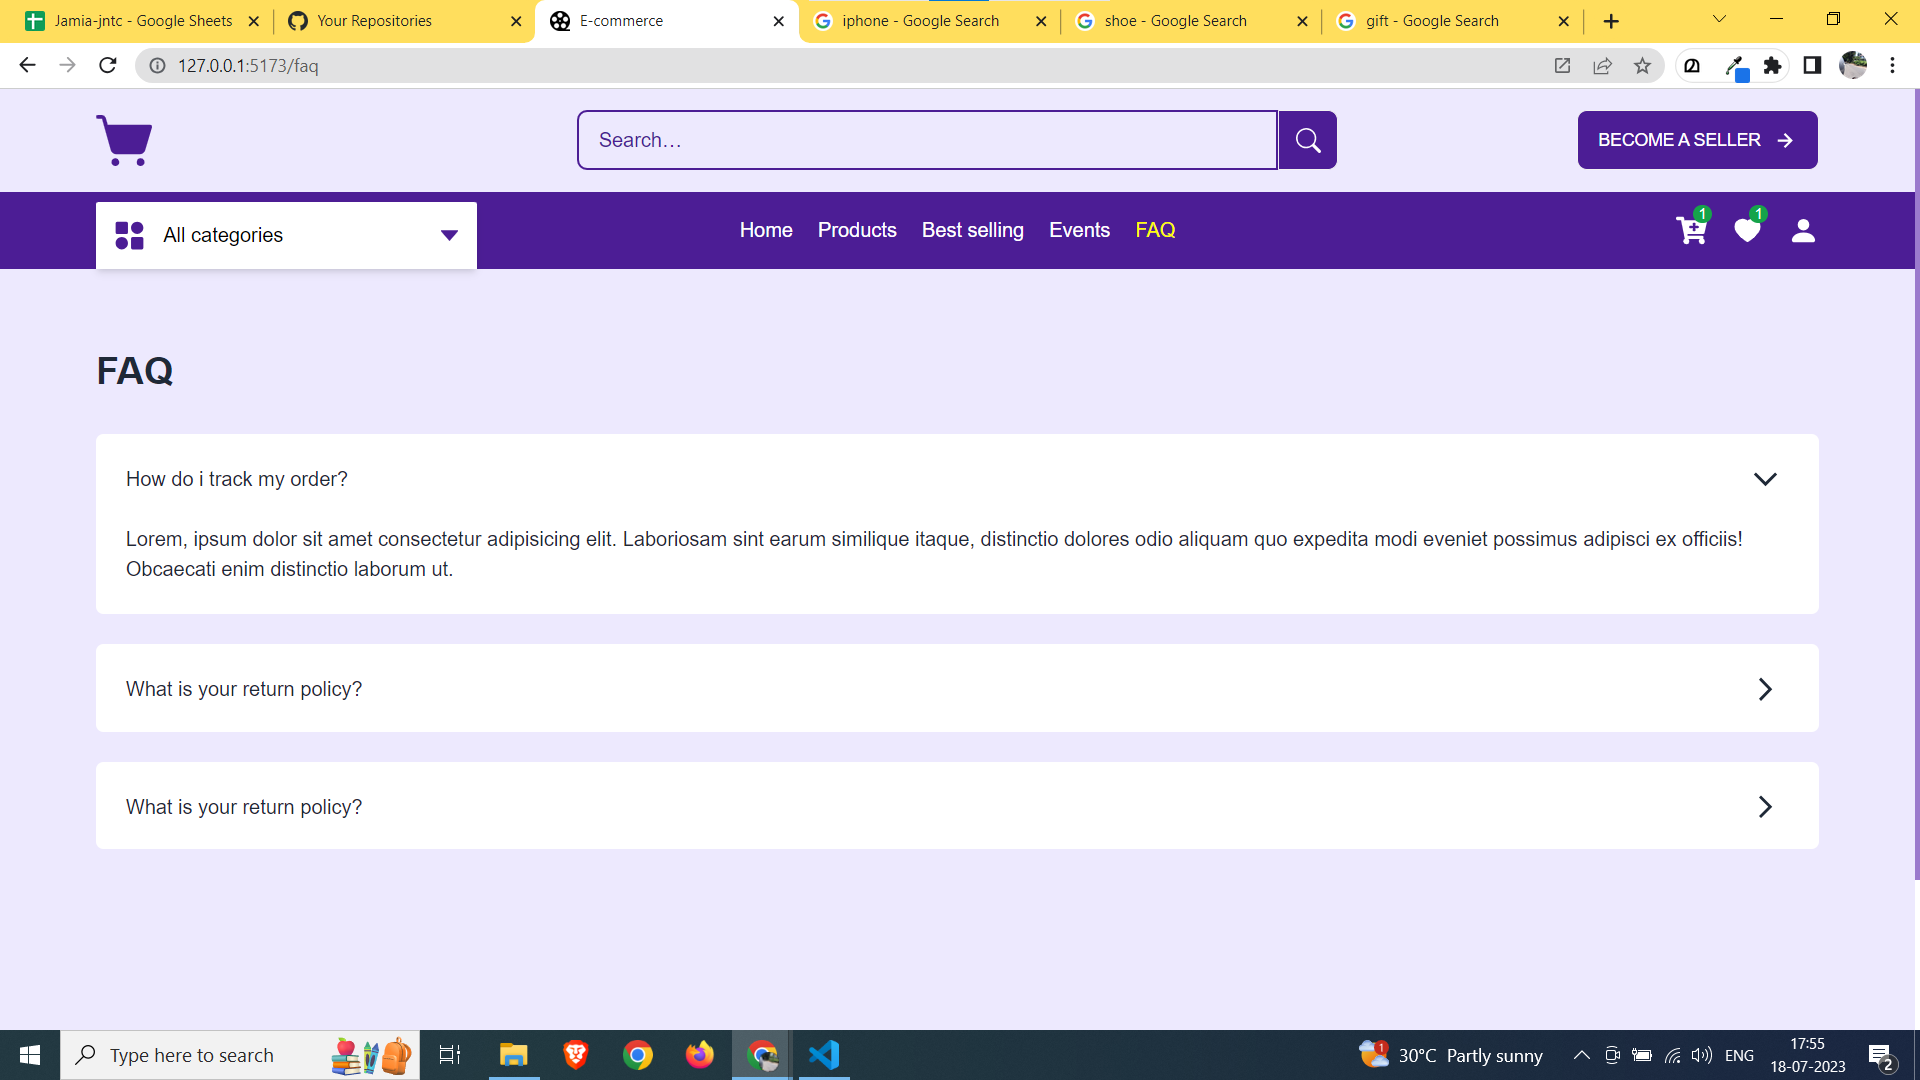 Jamia-jntc - Google Sheets
Your Repositories
E-commerce
iphone - Google Search
shoe - Google Search
gift - Google Search
127.0.0.1:5173/faq
Search...
BECOME A SELLER
All categories
Home
Products
Best selling
Events
FAQ
1
1
FAQ
How do i track my order?
Lorem, ipsum dolor sit amet consectetur adipisicing elit. Laboriosam sint earum similique itaque, distinctio dolores odio aliquam quo expedita modi eveniet possimus adipisci ex officiis!
Obcaecati enim distinctio laborum ut.
What is your return policy?
What is your return policy?
Type here to search
1
30°C Partly sunny
ENG
17:55
18-07-2023
2